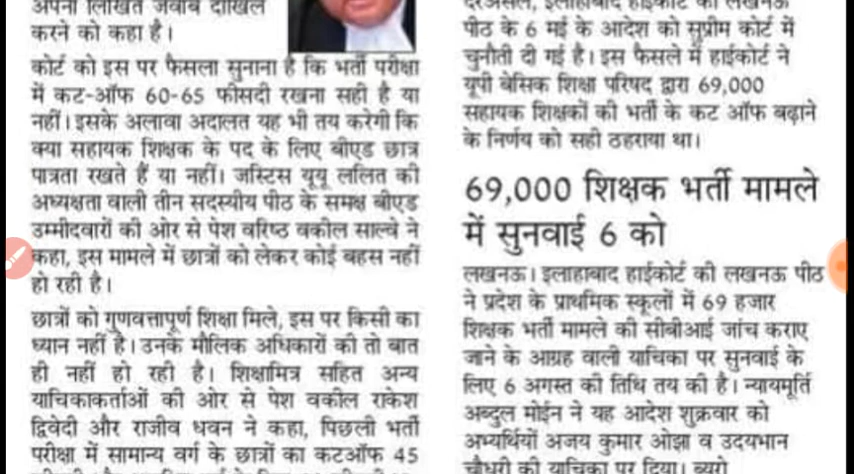 अपना लिखित जवाब दाखिल
करने को कहा है।
कोर्ट को इस पर फैसला सुनाना है कि भर्ती परीक्षा
में कट-ऑफ 60-65 फीसदी रखना सही है या
नहीं। इसके अलावा अदालत यह भी तय करेगी कि
क्या सहायक शिक्षक के पद के लिए बीएड छात्र
पात्रता रखते हैं या नहीं। जस्टिस यूयू ललित की
अध्यक्षता वाली तीन सदस्यीय पीठ के समक्ष बीएड
उम्मीदवारों की ओर से पेश वरिष्ठ वकील साल्वे ने
कहा, इस मामले में छात्रों को लेकर कोई बहस नहीं
हो रही है।
छात्रों को गुणवत्तापूर्ण शिक्षा मिले, इस पर किसी का
ध्यान नहीं है। उनके मौलिक अधिकारों की तो बात
ही नहीं हो रही है। शिक्षामित्र सहित अन्य
याचिकाकर्ताओं की ओर से पेश वकील राकेश
द्विवेदी और राजीव धवन ने कहा, पिछली भर्ती
परीक्षा में सामान्य वर्ग के छात्रों का कटऑफ 45
दरअसल, इलाहाबाद हाईकोर्ट की लखनऊ
पीठ के 6 मई के आदेश को सुप्रीम कोर्ट में
चुनौती दी गई है। इस फैसले में हाईकोर्ट ने
यूपी बेसिक शिक्षा परिषद द्वारा 69,000
सहायक शिक्षकों की भर्ती के कट ऑफ बढ़ाने
के निर्णय को सही ठहराया था।
69,000 शिक्षक भर्ती मामले
में सुनवाई 6 को
लखनऊ। इलाहाबाद हाईकोर्ट की लखनऊ पीठ
ने प्रदेश के प्राथमिक स्कूलों में 69 हजार
शिक्षक भर्ती मामले की सीबीआई जांच कराए
जाने के आग्रह वाली याचिका पर सुनवाई के
लिए 6 अगस्त की तिथि तय की है। न्यायमूर्ति
अब्दुल मोईन ने यह आदेश शुक्रवार को
अभ्यर्थियों अजय कुमार ओझा व उदयभान
चौधरी की याचिका पर दिया। ब्यूरो